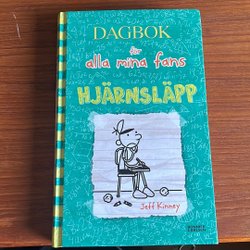 DAGBOK
för
alla mina fans
HJÄRNSLÄPP
Jeff Kinney